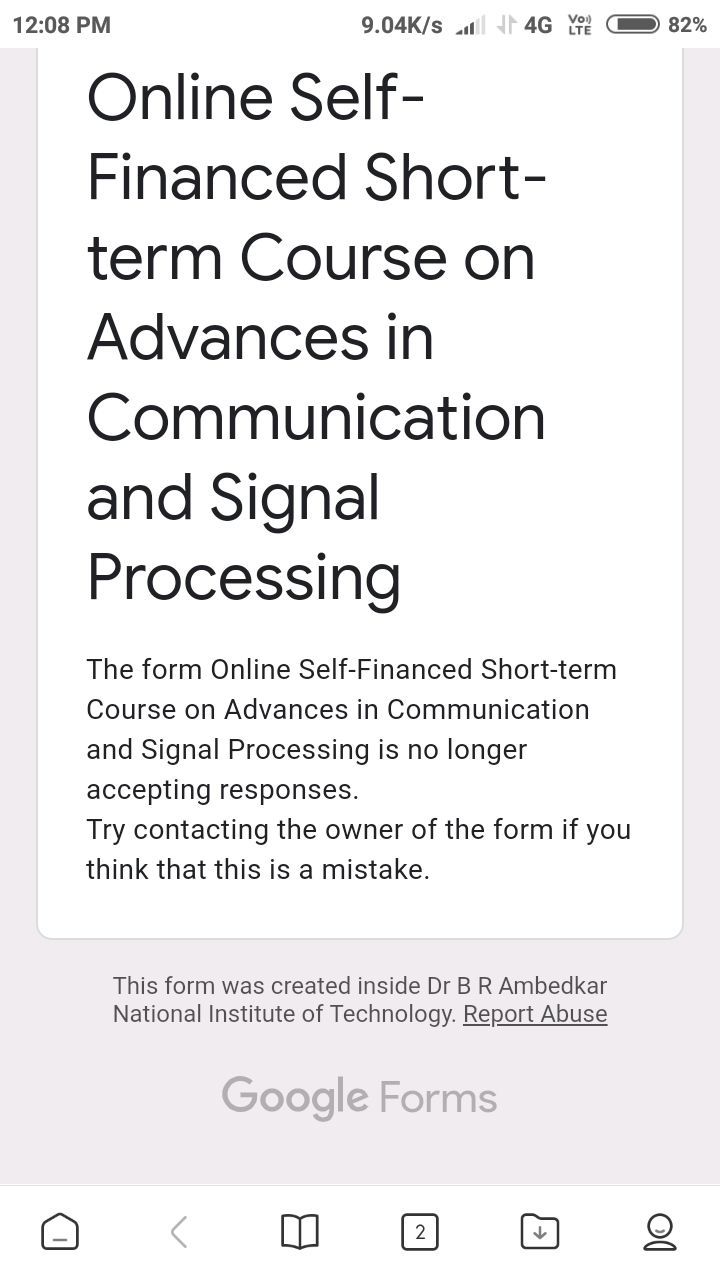 12:08 PM 9.04K/s 4G Vo) LTE 82%
Online Self-
Financed Short-
term Course on
Advances in
Communication
and Signal
Processing
The form Online Self-Financed Short-term
Course on Advances in Communication
and Signal Processing is no longer
accepting responses.
Try contacting the owner of the form if you
think that this is a mistake.
This form was created inside Dr B R Ambedkar
National Institute of Technology. Report Abuse
Google Forms
2